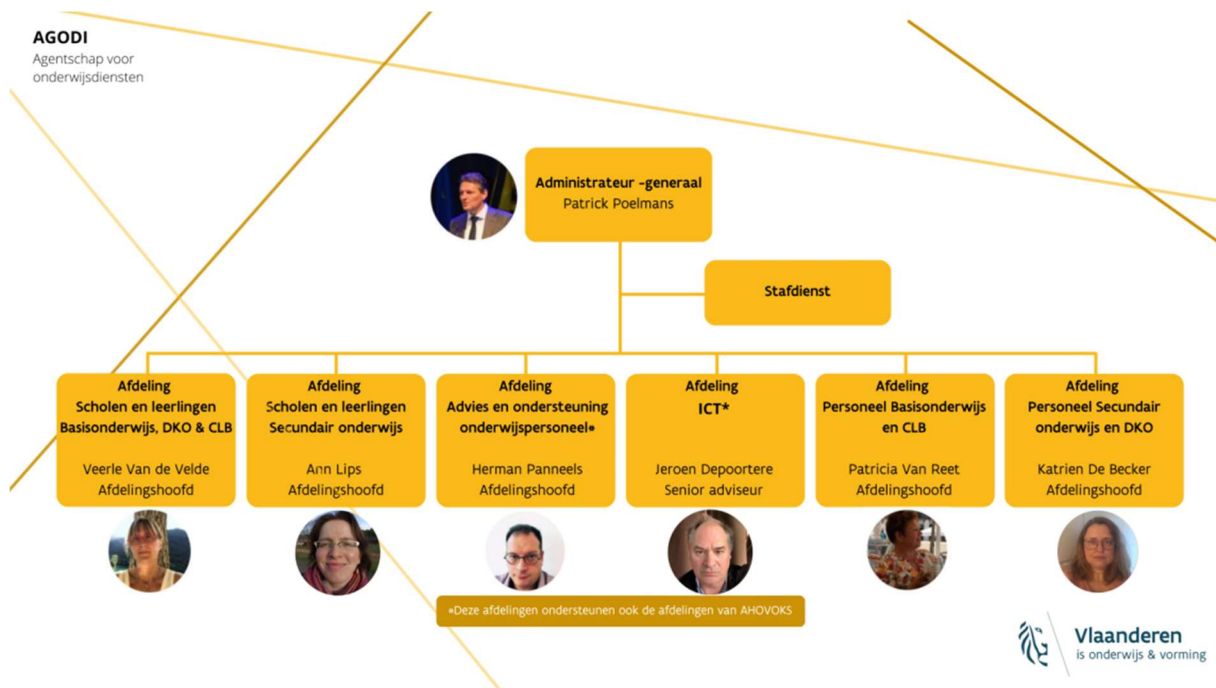 AGODI
Agentschap voor
onderwijsdiensten
Administrateur -generaal
Patrick Poelmans
Stafdienst
Afdeling
Scholen en leerlingen
Basisonderwijs, DKO & CLB
Veerle Van de Velde
Afdelingshoofd
Afdeling
Scholen en leerlingen
Secundair onderwijs
Ann Lips
Afdelingshoofd
Afdeling
Advies en ondersteuning
onderwijspersoneel*
Herman Panneels
Afdelingshoofd
Afdeling
ICT*
Jeroen Depoortere
Senior adviseur
Afdeling
Personeel Basisonderwijs
en CLB
Patricia Van Reet
Afdelingshoofd
Afdeling
Personeel Secundair
onderwijs en DKO
Katrien De Becker
Afdelingshoofd
*Deze afdelingen ondersteunen ook de afdelingen van AHOVOKS
Vlaanderen
is onderwijs & vorming